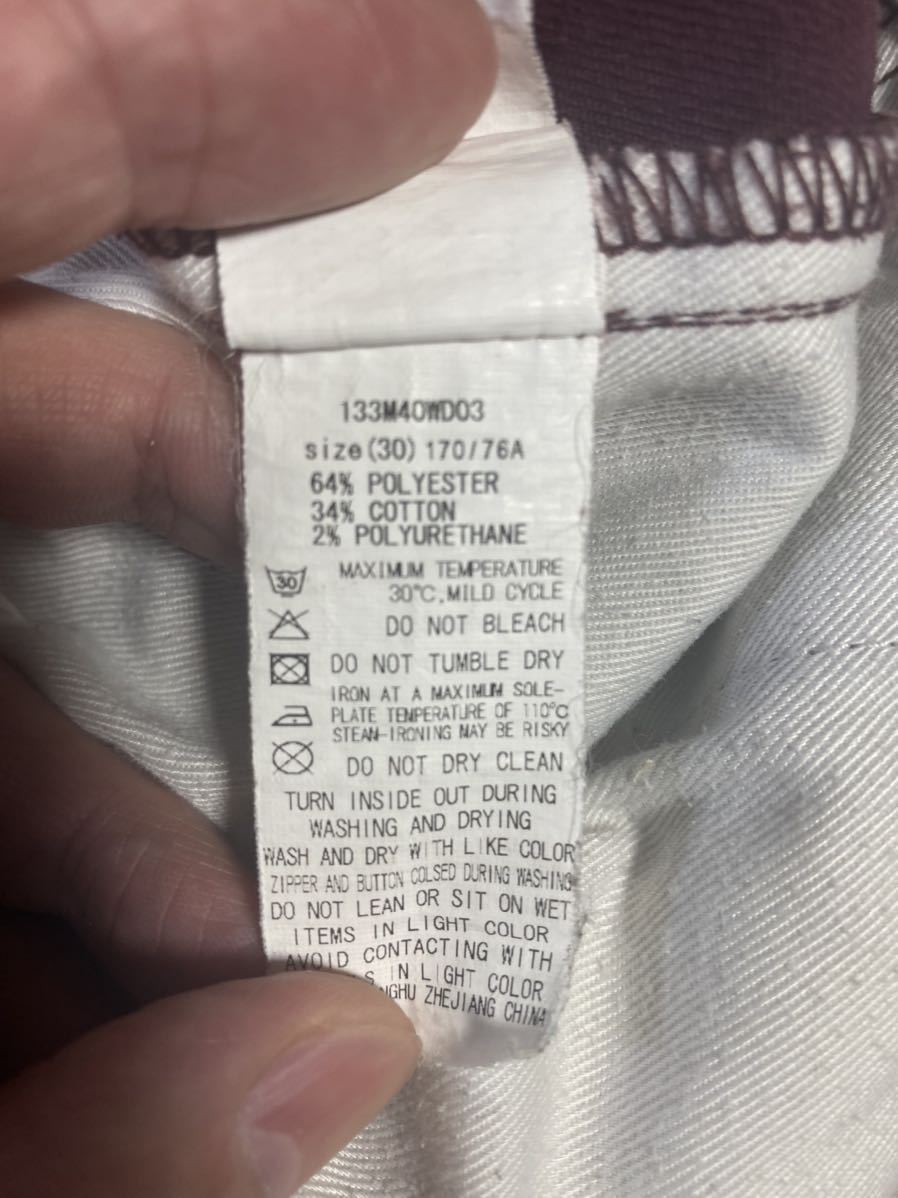 133M40WD03
size(30) 170/76A
64% POLYESTER
34% COTTON
2% POLYURETHANE
30
MAXIMUM TEMPERATURE
30℃,MILD CYCLE
DO NOT BLEACH
DO NOT TUMBLE DRY
IRON AT A MAXIMUM SOLE-
PLATE TEMPERATURE OF 110℃
STEAM-IRONING MAY BE RISKY
DO NOT DRY CLEAN
TURN INSIDE OUT DURING
WASHING AND DRYING
WASH AND DRY WITH LIKE COLOR
ZIPPER AND BUTTON COLSED DURING WASHING
DO NOT LEAN OR SIT ON WET
ITEMS IN LIGHT COLOR
AVOID CONTACTING WITH
IN LIGHT COLOR
ZHEJIANG CHINA